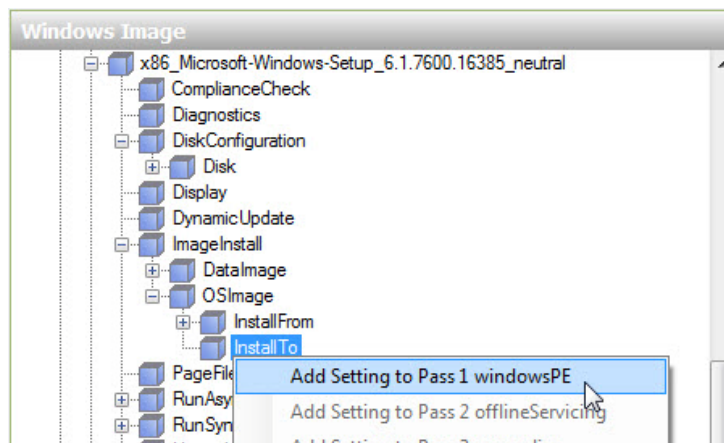 Windows Image
x86_Microsoft-Windows-Setup_6.1.7600.16385_neutral
ComplianceCheck
Diagnostics
DiskConfiguration
Disk
Display
DynamicUpdate
ImageInstall
DataImage
OSImage
InstallFrom
InstallTo
PageFile
Add Setting to Pass 1 windowsPE
RunAsy
Add Setting to Pass 2 offlineServicing
RunSyn